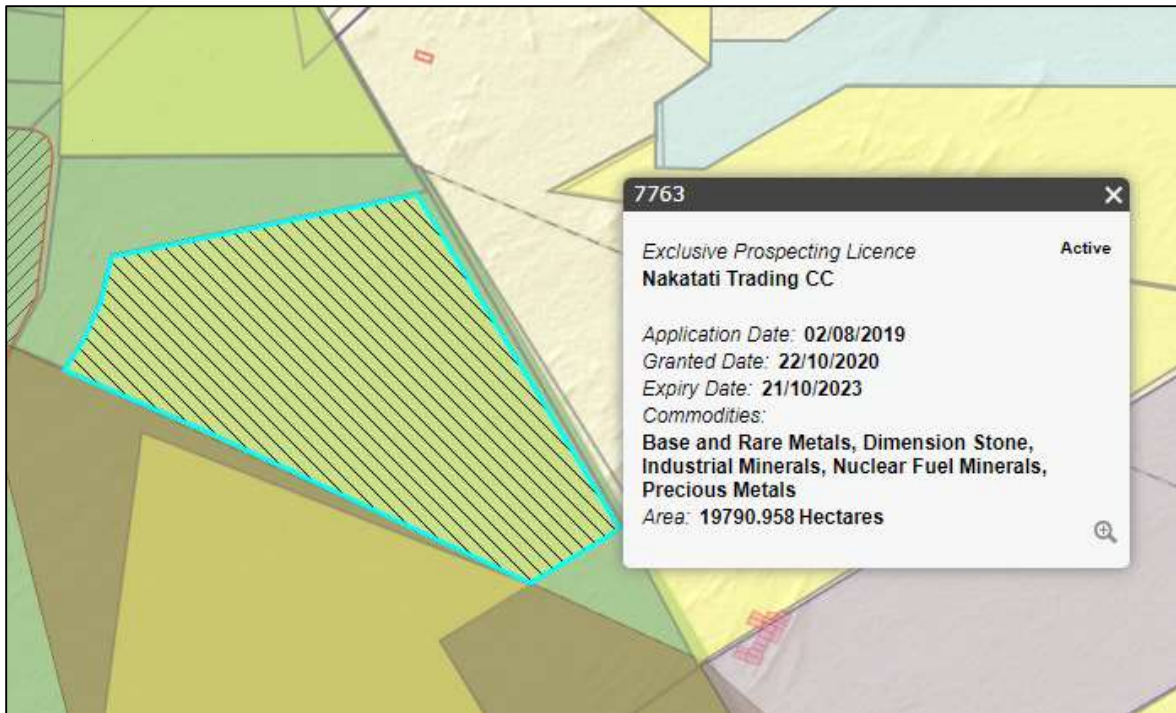 7763
Exclusive Prospecting Licence Active
Nakatati Trading CC
Application Date: 02/08/2019
Granted Date: 22/10/2020
Expiry Date: 21/10/2023
Commodities:
Base and Rare Metals, Dimension Stone,
Industrial Minerals, Nuclear Fuel Minerals,
Precious Metals
Area: 19790.958 Hectares